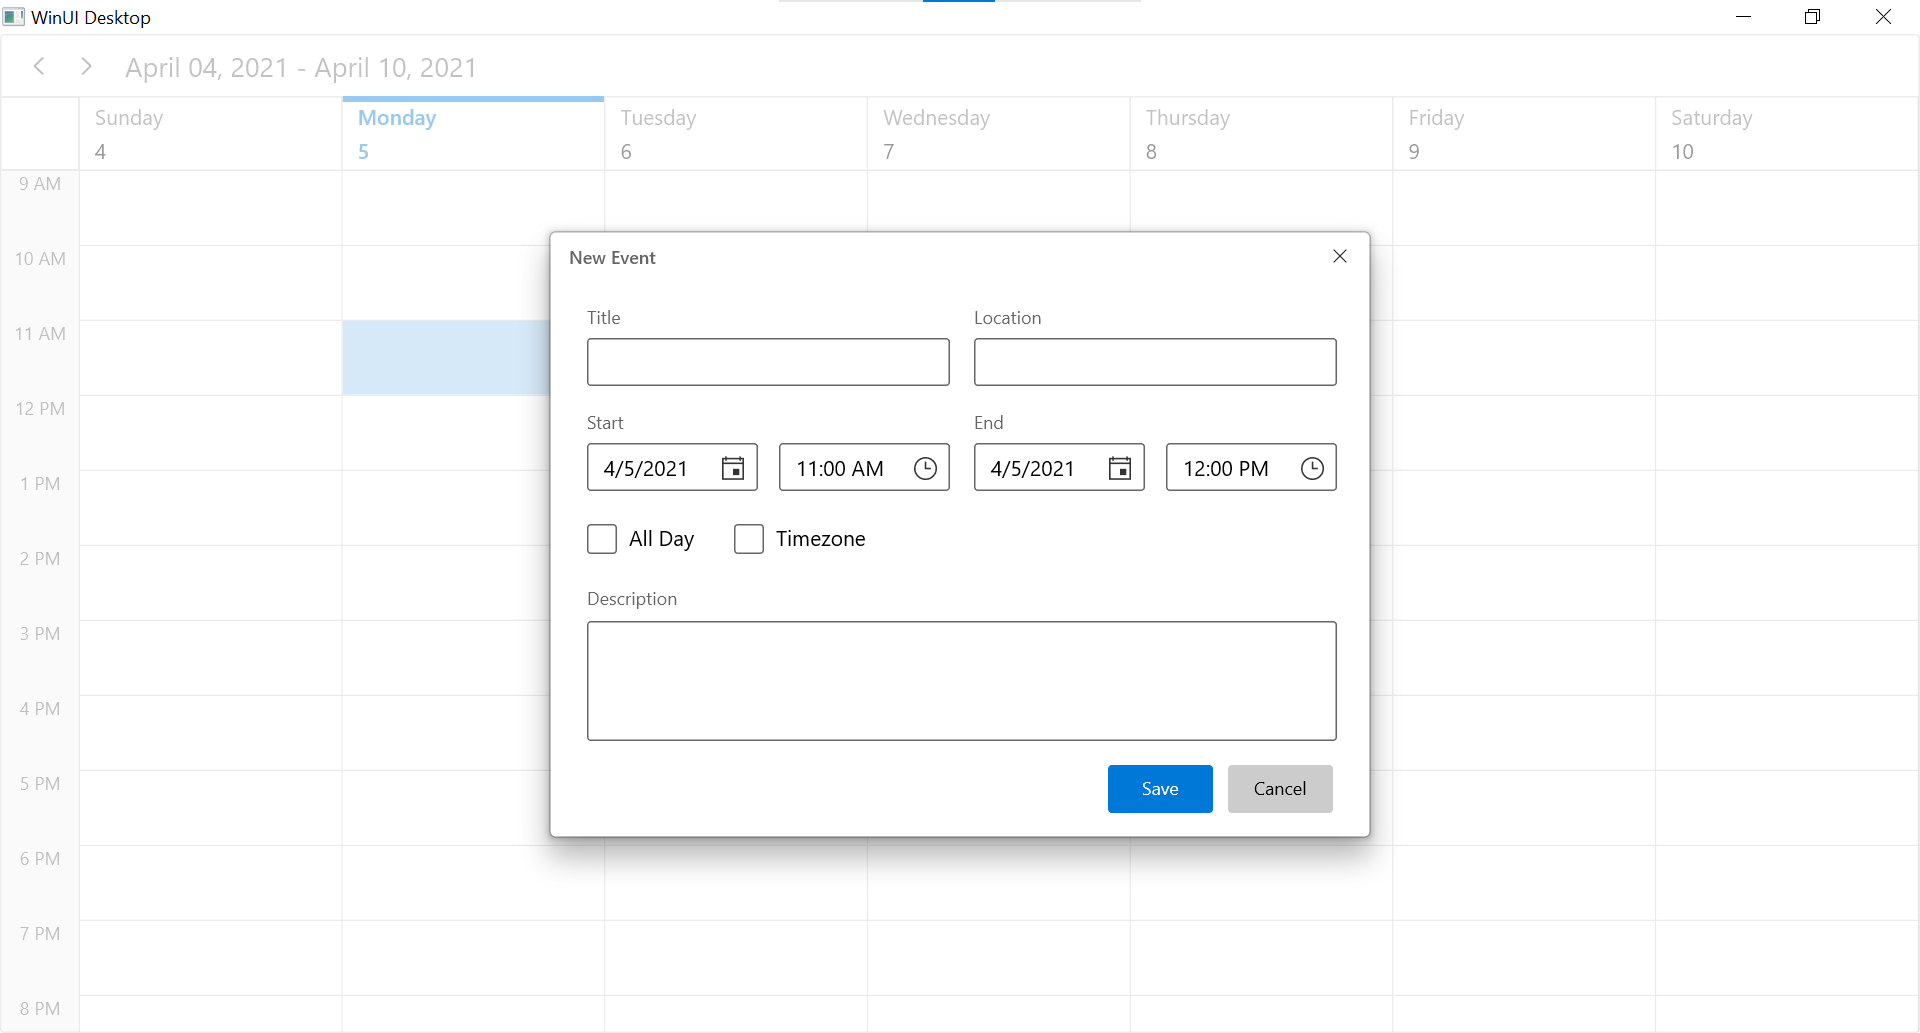 WinUI Desktop
April 04, 2021 - April 10, 2021
Sunday Monday Tuesday Wednesday Thursday Friday Saturday
4 5 6 7 8 9 10
9 AM
10 AM
11 AM
12 PM
1 PM
2 PM
3 PM
4 PM
5 PM
6 PM
7 PM
8 PM
New Event
Title Location
Start End
4/5/2021 11:00 AM 4/5/2021 12:00 PM
All Day Timezone
Description
Save Cancel